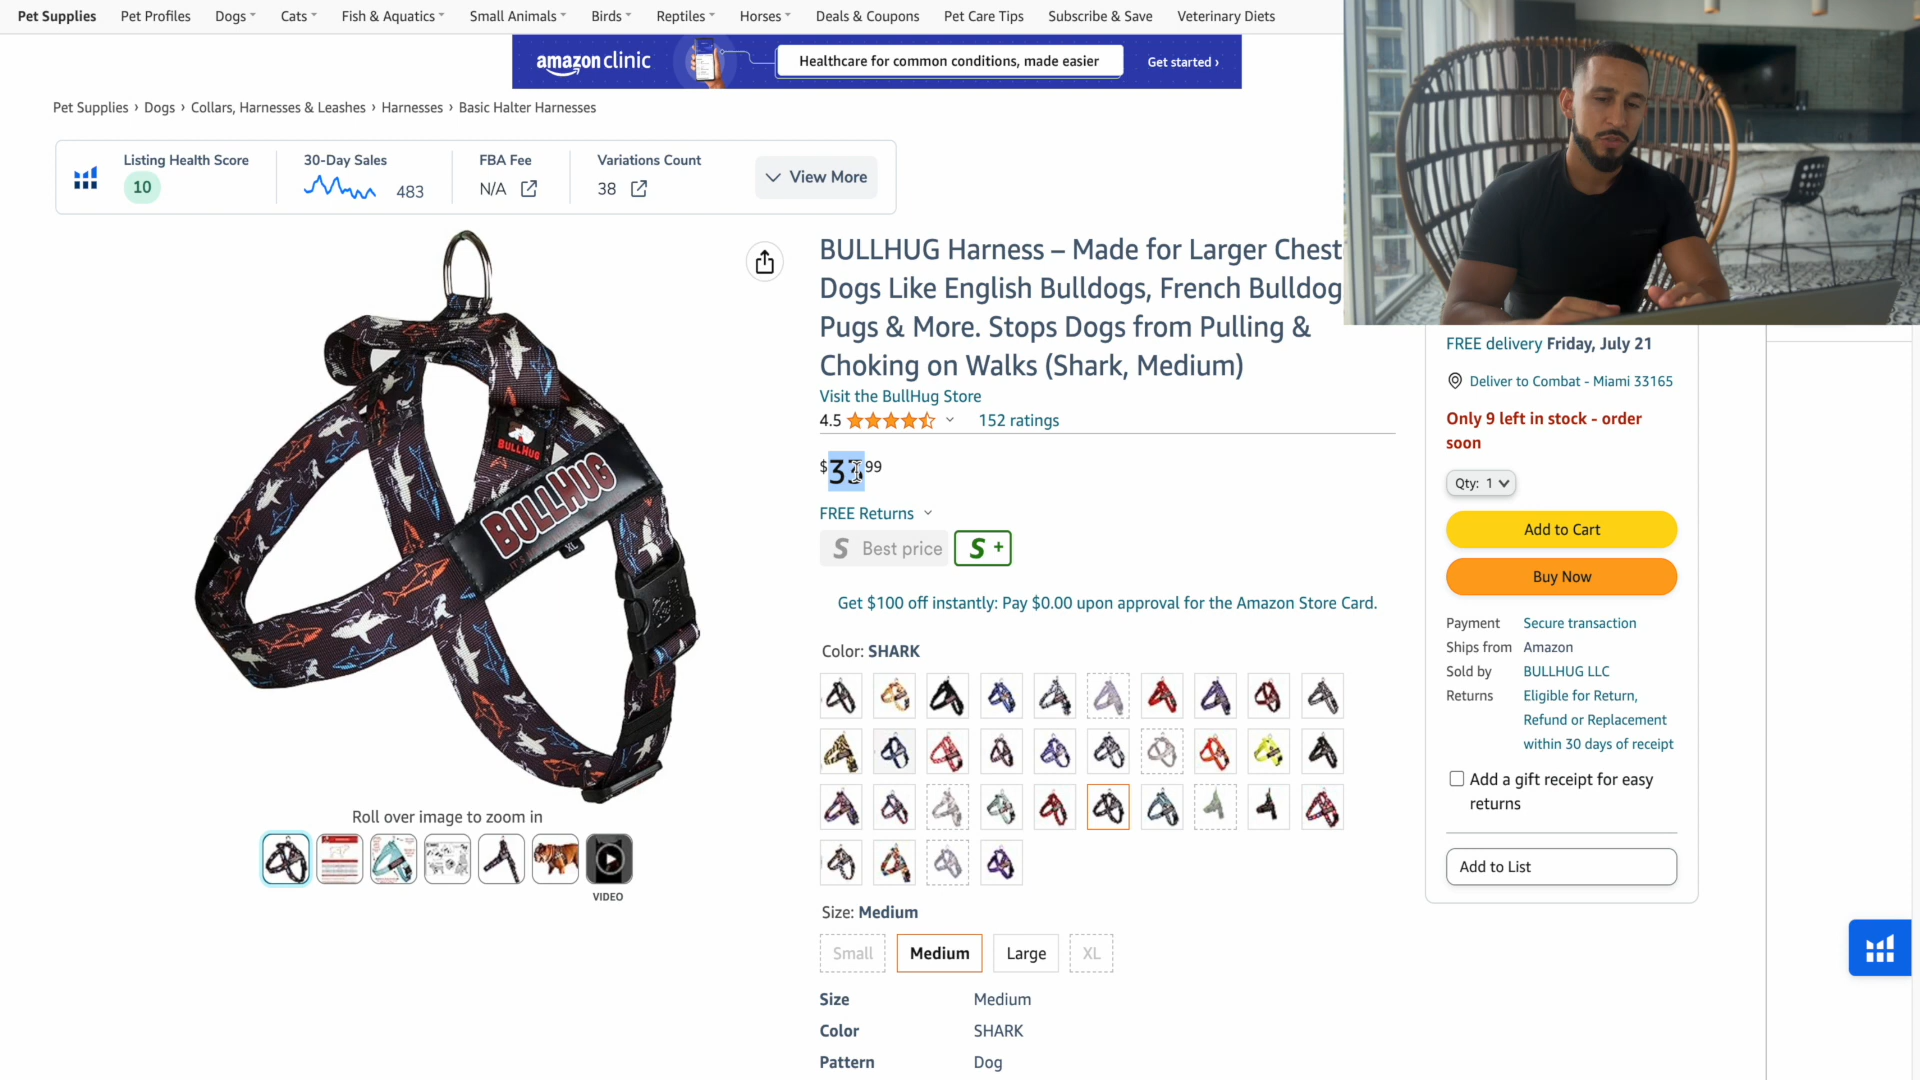 Pet Supplies Pet Profiles Dogs Cats Fish & Aquatics Small Animals Birds Reptiles Horses Deals & Coupons Pet Care Tips Subscribe & Save Veterinary Diets
amazon clinic Healthcare for common conditions, made easier Get started ›
Pet Supplies › Dogs › Collars, Harnesses & Leashes › Harnesses › Basic Halter Harnesses
Listing Health Score 30-Day Sales FBA Fee Variations Count
10 483 N/A 38 View More
BULLHUG Harness – Made for Larger Chest
Dogs Like English Bulldogs, French Bulldog
Pugs & More. Stops Dogs from Pulling &
Choking on Walks (Shark, Medium)
Visit the BullHug Store
4.5 152 ratings
$33 99
FREE Returns
S Best price S +
Get $100 off instantly: Pay $0.00 upon approval for the Amazon Store Card.
Color: SHARK
Size: Medium
Small Medium Large XL
Size Medium
Color SHARK
Pattern Dog
BULLHUG
BULLHUG
XL
Roll over image to zoom in
VIDEO
FREE delivery Friday, July 21
Deliver to Combat - Miami 33165
Only 9 left in stock - order
soon
Qty: 1
Add to Cart
Buy Now
Payment Secure transaction
Ships from Amazon
Sold by BULLHUG LLC
Returns Eligible for Return,
Refund or Replacement
within 30 days of receipt
Add a gift receipt for easy
returns
Add to List